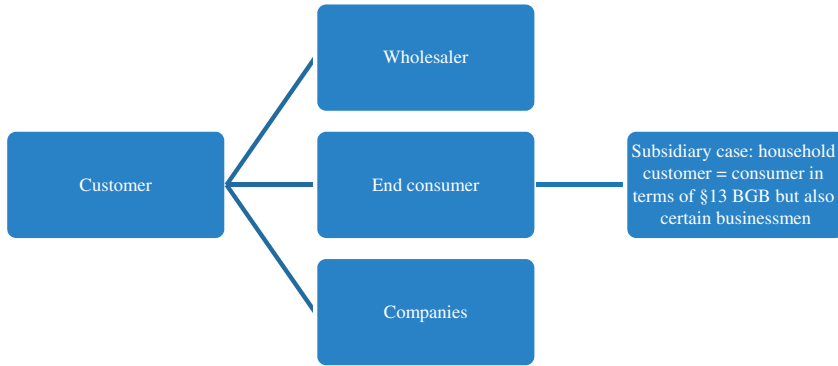 Wholesaler
Customer
End consumer
Subsidiary case: household
customer = consumer in
terms of §13 BGB but also
certain businessmen
Companies